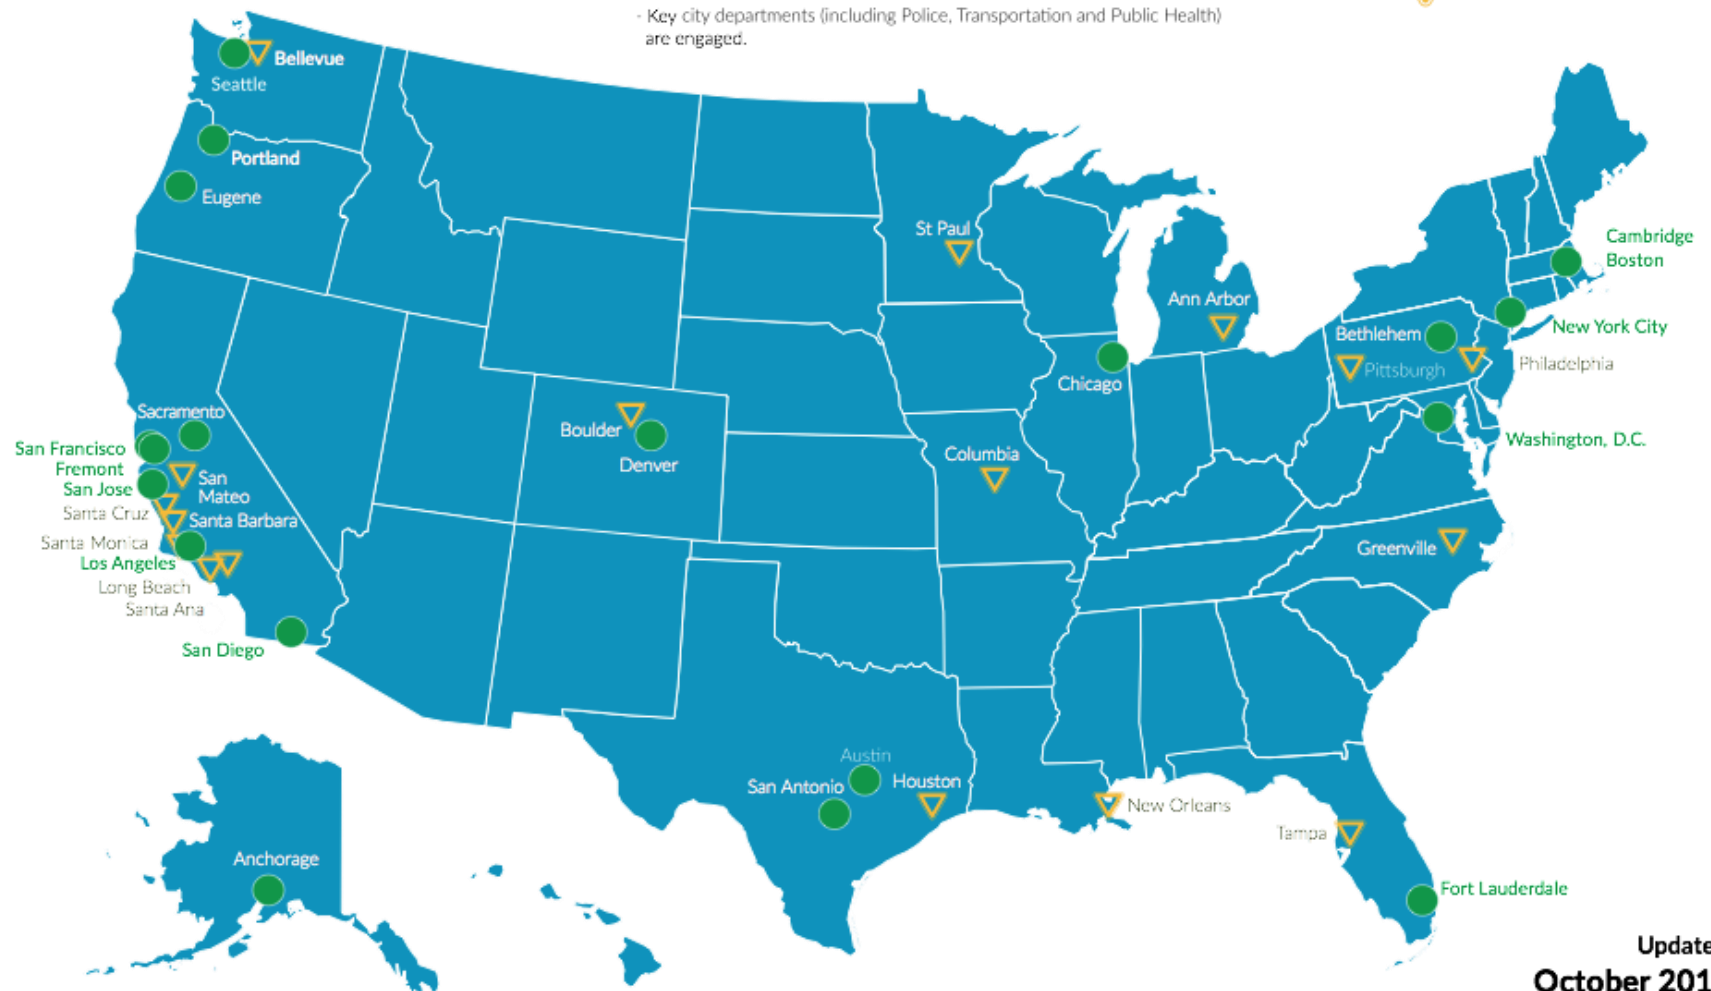 - Key city departments (including Police, Transportation and Public Health)
are engaged.
Bellevue
Seattle
Portland
Eugene
St Paul
Cambridge
Boston
Ann Arbor
New York City
Bethlehem
Pittsburgh
Philadelphia
Chicago
Sacramento
Boulder
Denver
San Francisco
Fremont
San Jose
San
Mateo
Santa Cruz
Santa Barbara
Columbia
Washington, D.C.
Santa Monica
Los Angeles
Long Beach
Santa Ana
Greenville
San Diego
Austin
San Antonio
Houston
New Orleans
Tampa
Anchorage
Fort Lauderdale
Update
October 201